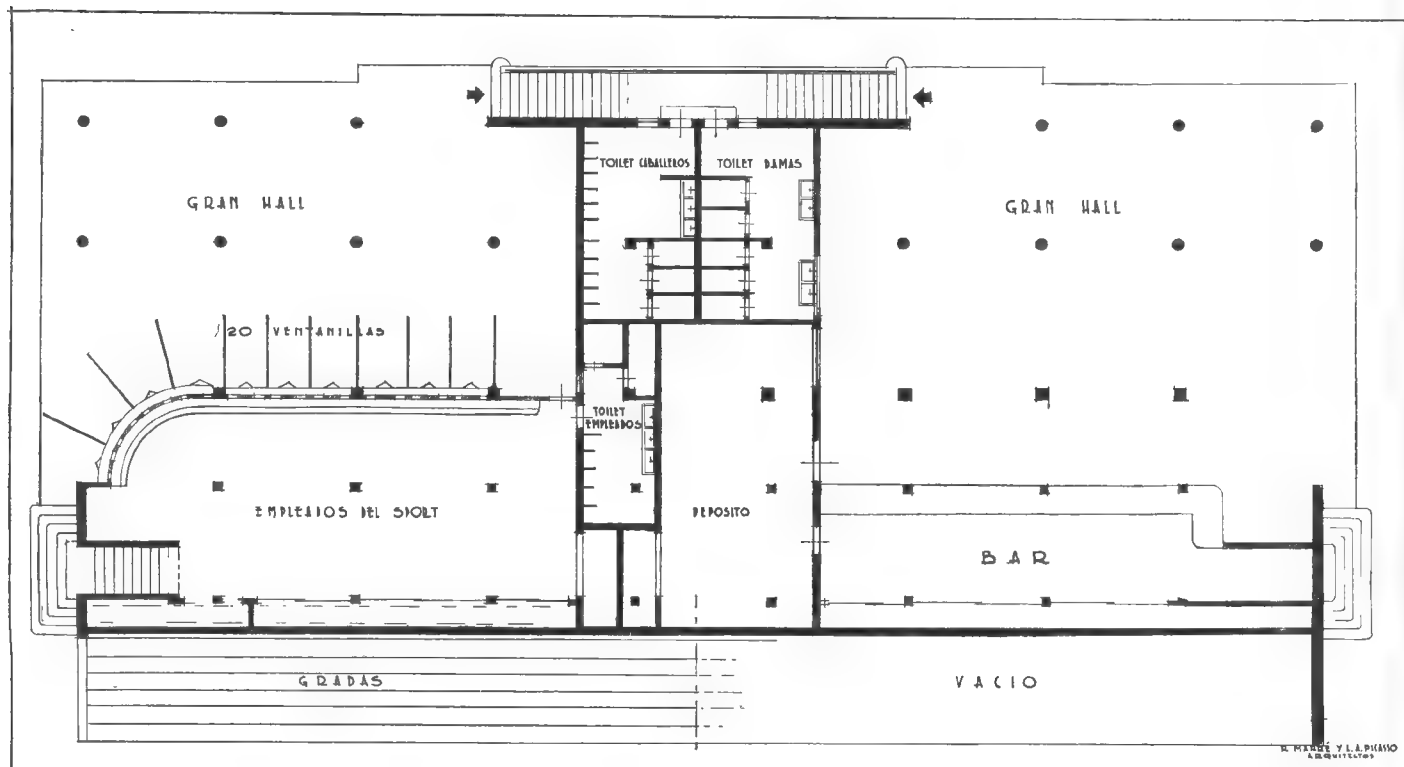 TOILET CABALLEROS
TOILET DAMAS
GRAN HALL
GRAN HALL
20 VENTANILLAS
TOILET
EMPLEADOS
EMPLEADOS DEL SPORT
DEPOSITO
BAR
GRADAS
VACIO
Y L. A. PICASSO
ARQUITECTOS